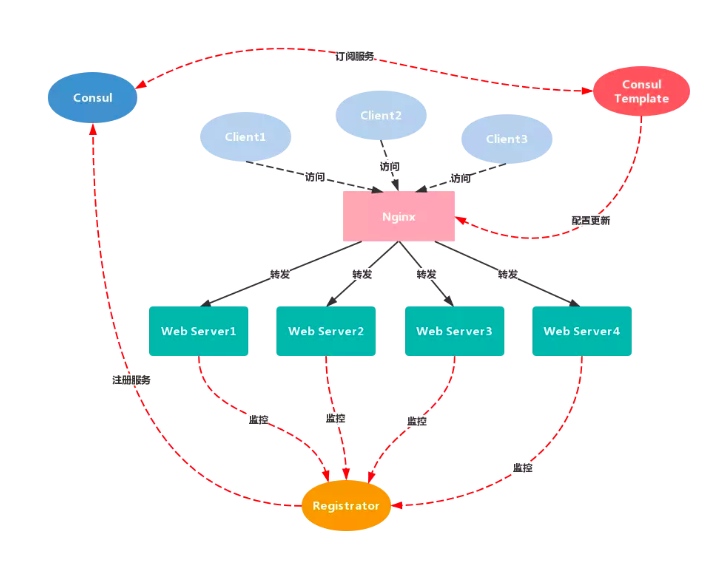 订阅服务
Consul
Consul
Template
Client1
Client2
Client3
访问
访问
访问
Nginx
配置更新
转发
转发
转发
转发
Web Server1
Web Server2
Web Server3
Web Server4
注册服务
监控
监控
监控
监控
Registrator